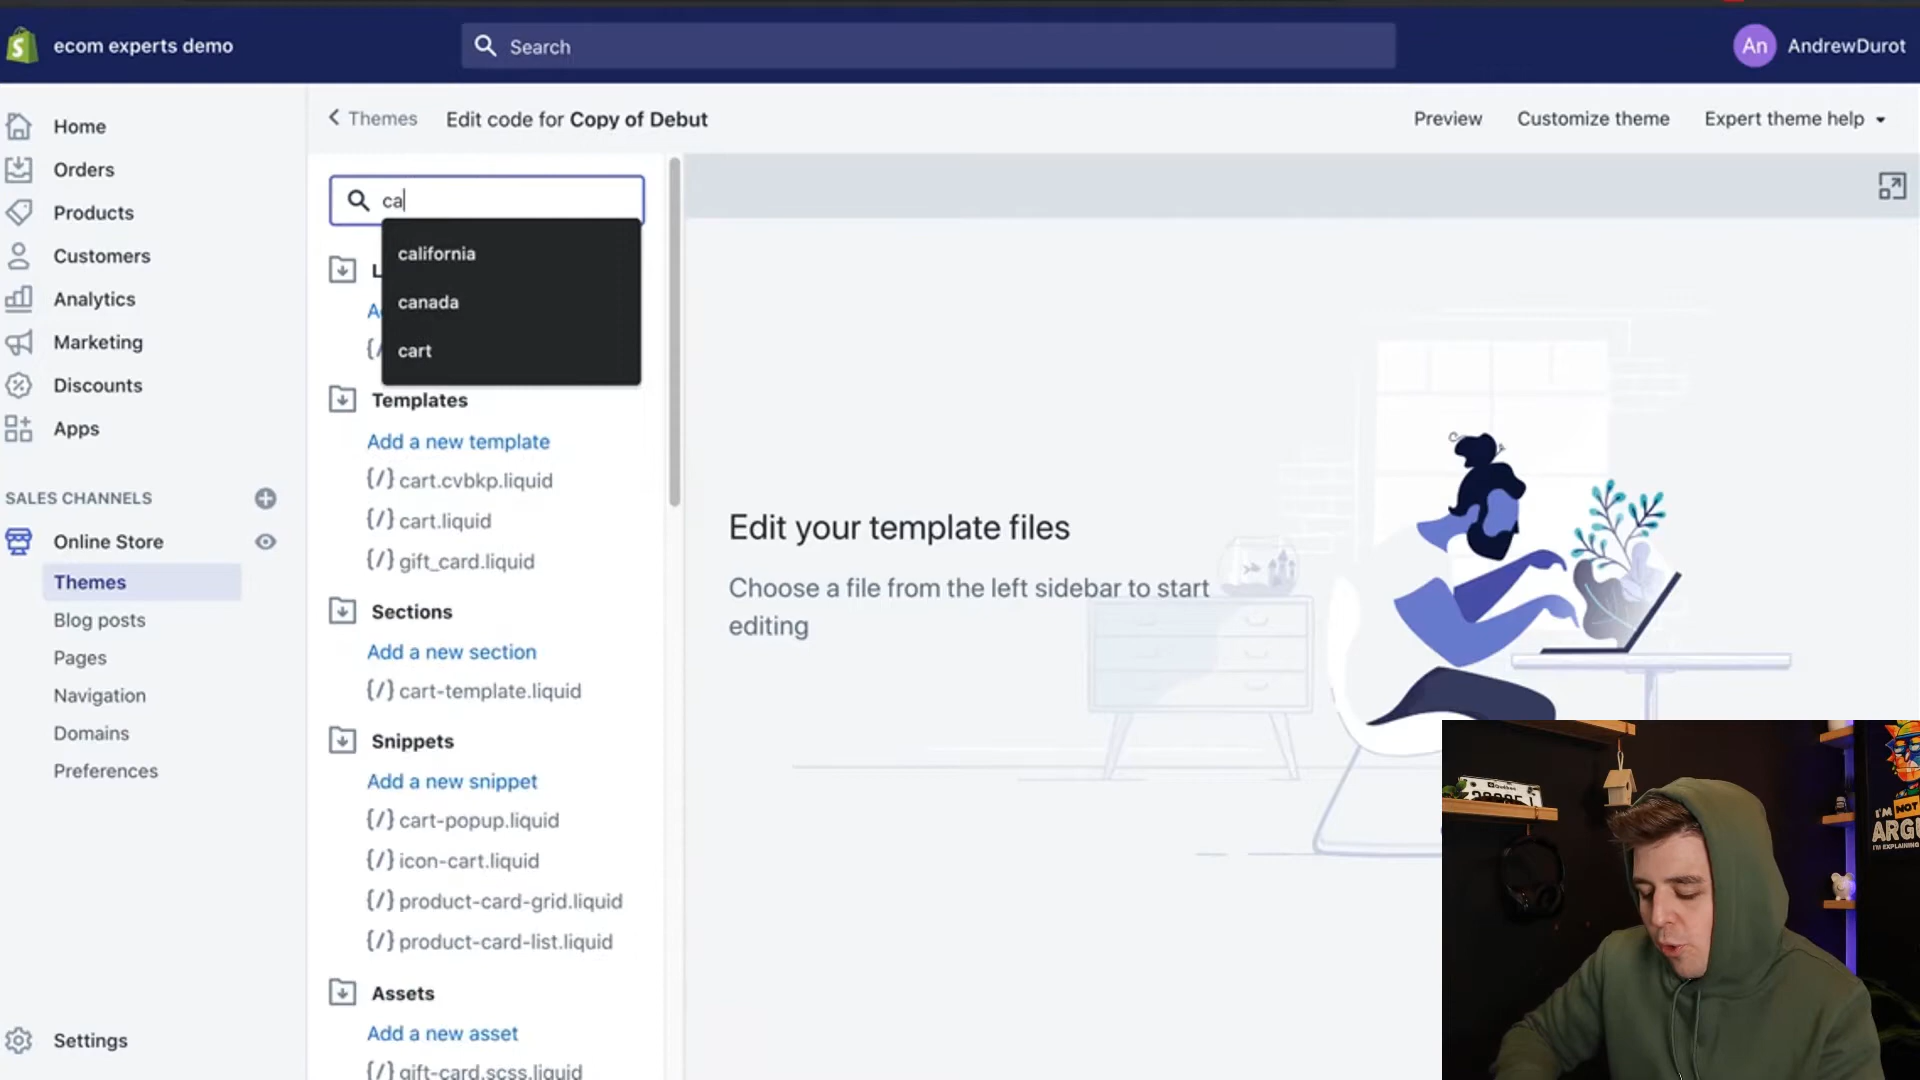 ecom experts demo
Search
An
AndrewDurot
Home
Orders
Products
Customers
Analytics
Marketing
Discounts
Apps
SALES CHANNELS
Online Store
Themes
Blog posts
Pages
Navigation
Domains
Preferences
Settings
Themes
Edit code for Copy of Debut
Preview
Customize theme
Expert theme help
ca
california
canada
cart
Templates
Add a new template
{/} cart.cvbkp.liquid
{/} cart.liquid
{/} gift_card.liquid
Sections
Add a new section
{/} cart-template.liquid
Snippets
Add a new snippet
{/} cart-popup.liquid
{/} icon-cart.liquid
{/} product-card-grid.liquid
{/} product-card-list.liquid
Assets
Add a new asset
{/} gift-card.scss.liquid
Edit your template files
Choose a file from the left sidebar to start
editing
Québec
I'M NOT
ARGU
I'M EXPLAINING